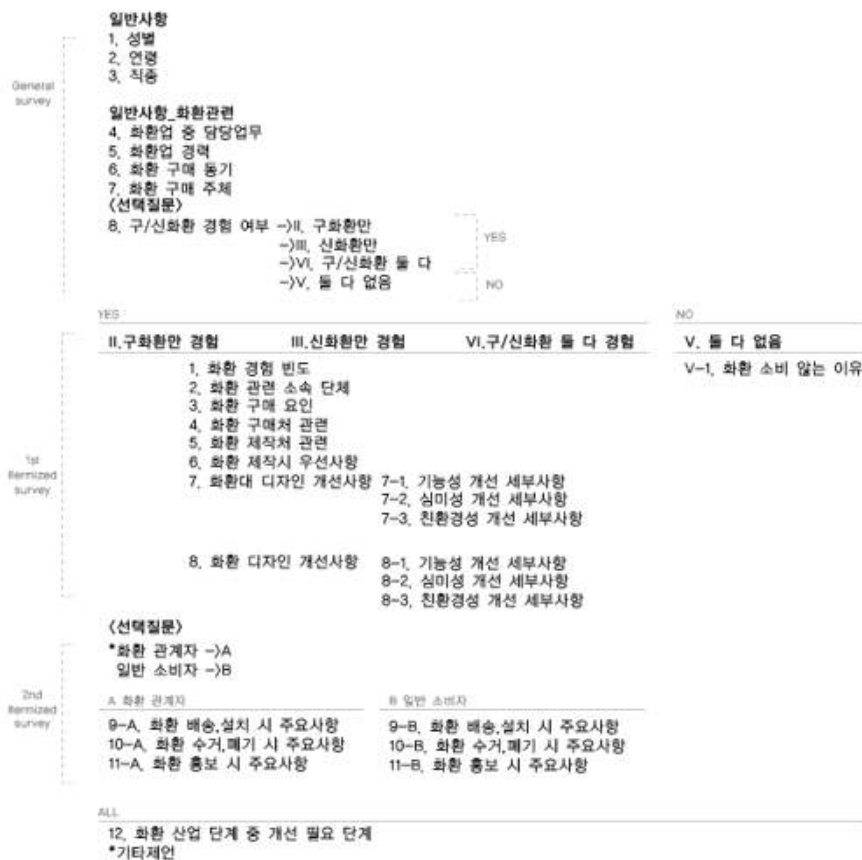 일반사항
1, 성별
2, 연령
3, 직종
General
survey
일반사항_화환관련
4, 화환업 중 담당업무
5, 화환업 경력
6, 화환 구매 동기
7, 화환 구매 주체
<선택질문>
8, 구/신화환 경험 여부 ->II, 구화환만
->III, 신화환만
->VI, 구/신화환 둘 다
->V, 둘 다 없음
YES
NO
YES
NO
II.구화환만 경험 III.신화환만 경험 VI.구/신화환 둘 다 경험 V. 둘 다 없음
V-1, 화환 소비 않는 이유
1st
Itemized
survey
1, 화환 경험 빈도
2, 화환 관련 소속 단체
3, 화환 구매 요인
4, 화환 구매처 관련
5, 화환 제작처 관련
6, 화환 제작시 우선사항
7, 화환대 디자인 개선사항 7-1, 기능성 개선 세부사항
7-2, 심미성 개선 세부사항
7-3, 친환경성 개선 세부사항
8, 화환 디자인 개선사항 8-1, 기능성 개선 세부사항
8-2, 심미성 개선 세부사항
8-3, 친환경성 개선 세부사항
<선택질문>
*화환 관계자 ->A
일반 소비자 ->B
2nd
Itemized
survey
A 화환 관계자
9-A, 화환 배송,설치 시 주요사항
10-A, 화환 수거,폐기 시 주요사항
11-A, 화환 홍보 시 주요사항
B 일반 소비자
9-B, 화환 배송,설치 시 주요사항
10-B, 화환 수거,폐기 시 주요사항
11-B, 화환 홍보 시 주요사항
ALL
12, 화환 산업 단계 중 개선 필요 단계
*기타제언